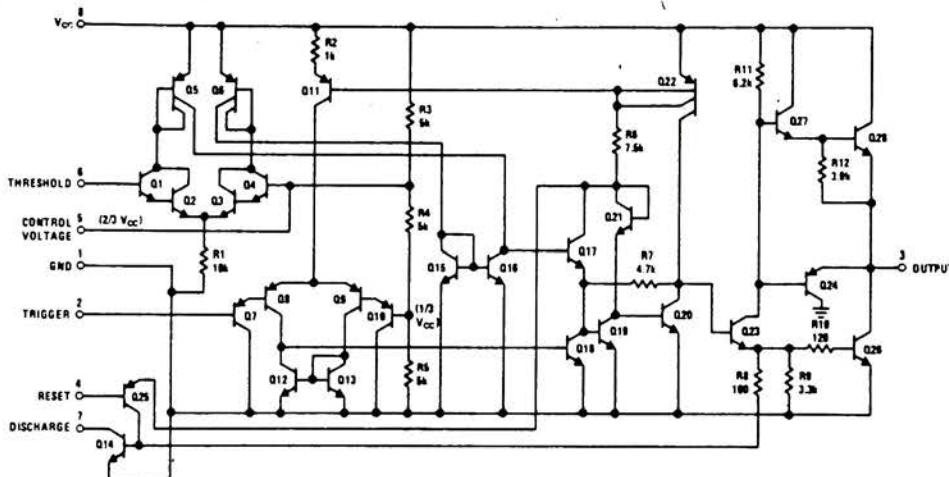 8
VCC
R2
1k
Q5
Q6
Q11
Q22
R11
6.2k
Q27
Q28
R3
5k
R6
7.5k
R12
3.9k
6
THRESHOLD
Q1
Q2
Q3
Q4
5
CONTROL
VOLTAGE
(2/3 VCC)
R4
5k
Q21
1
GND
R1
10k
Q15
Q16
Q17
R7
4.7k
3
OUTPUT
Q24
2
TRIGGER
Q7
Q8
Q9
Q10
(1/3
VCC)
Q18
Q19
Q20
Q23
R10
120
Q26
Q12
Q13
R5
5k
R8
100
R9
3.3k
4
RESET
Q25
7
DISCHARGE
Q14